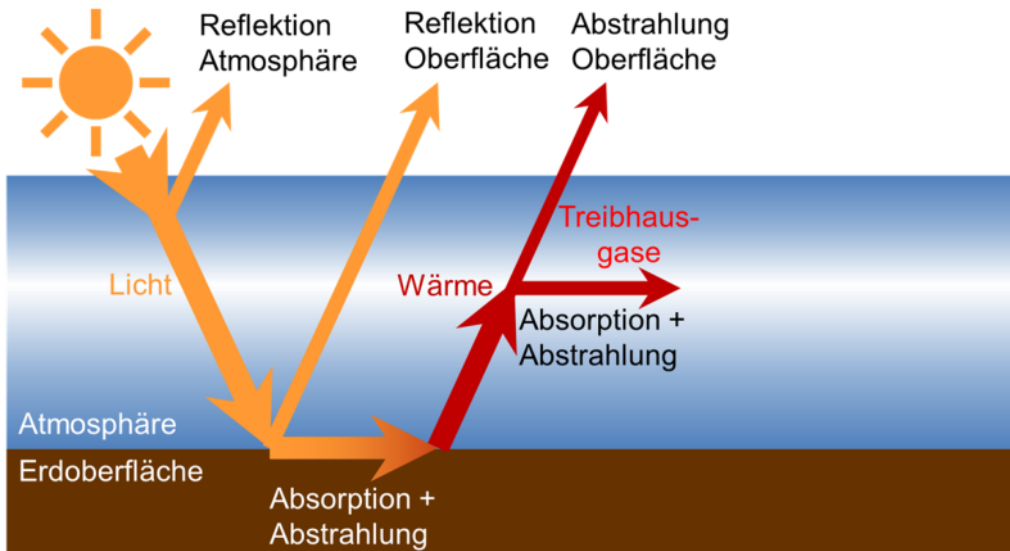 Reflektion
Atmosphäre
Reflektion
Oberfläche
Abstrahlung
Oberfläche
Treibhaus-
gase
Licht
Wärme
Absorption +
Abstrahlung
Atmosphäre
Erdoberfläche
Absorption +
Abstrahlung